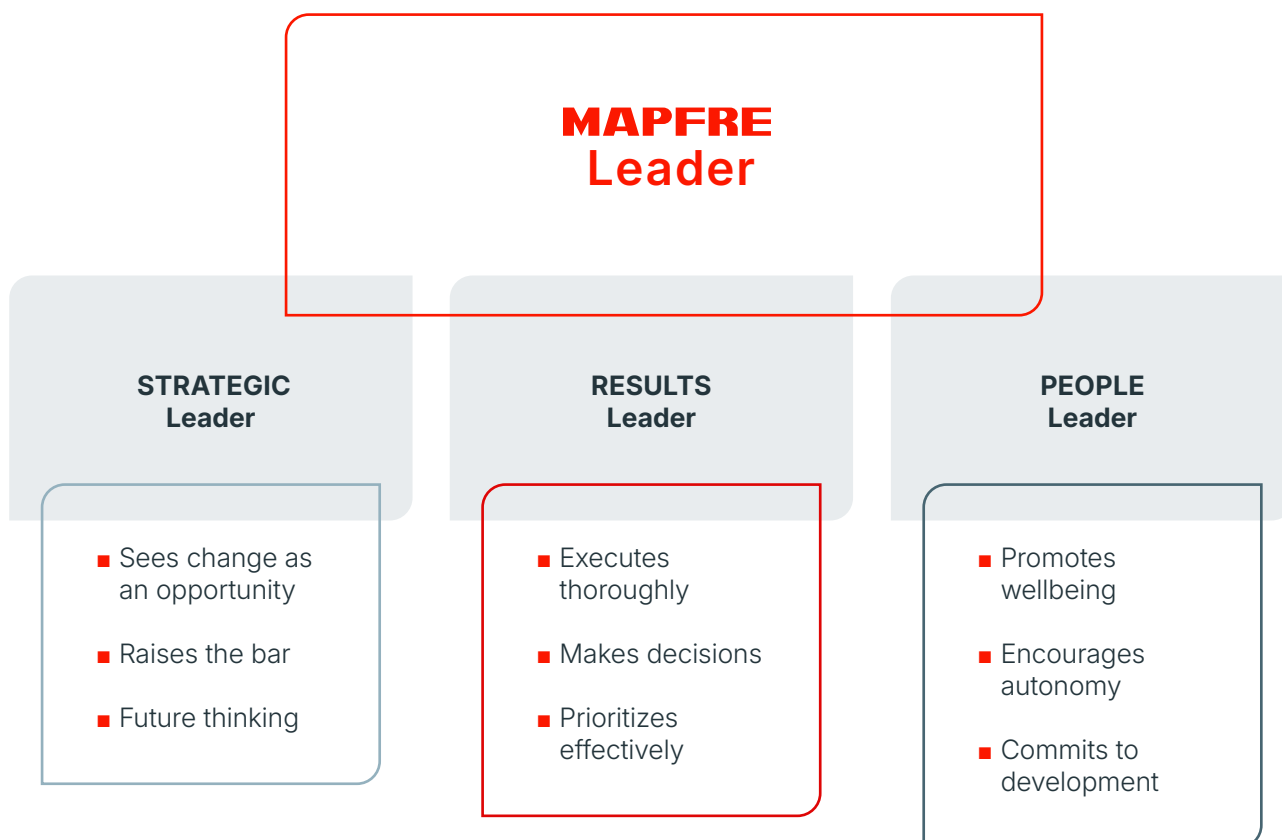 MAPFRE
Leader
STRATEGIC
Leader
■ Sees change as
an opportunity
■ Raises the bar
■ Future thinking
RESULTS
Leader
■ Executes
thoroughly
■ Makes decisions
■ Prioritizes
effectively
PEOPLE
Leader
■ Promotes
wellbeing
■ Encourages
autonomy
■ Commits to
development